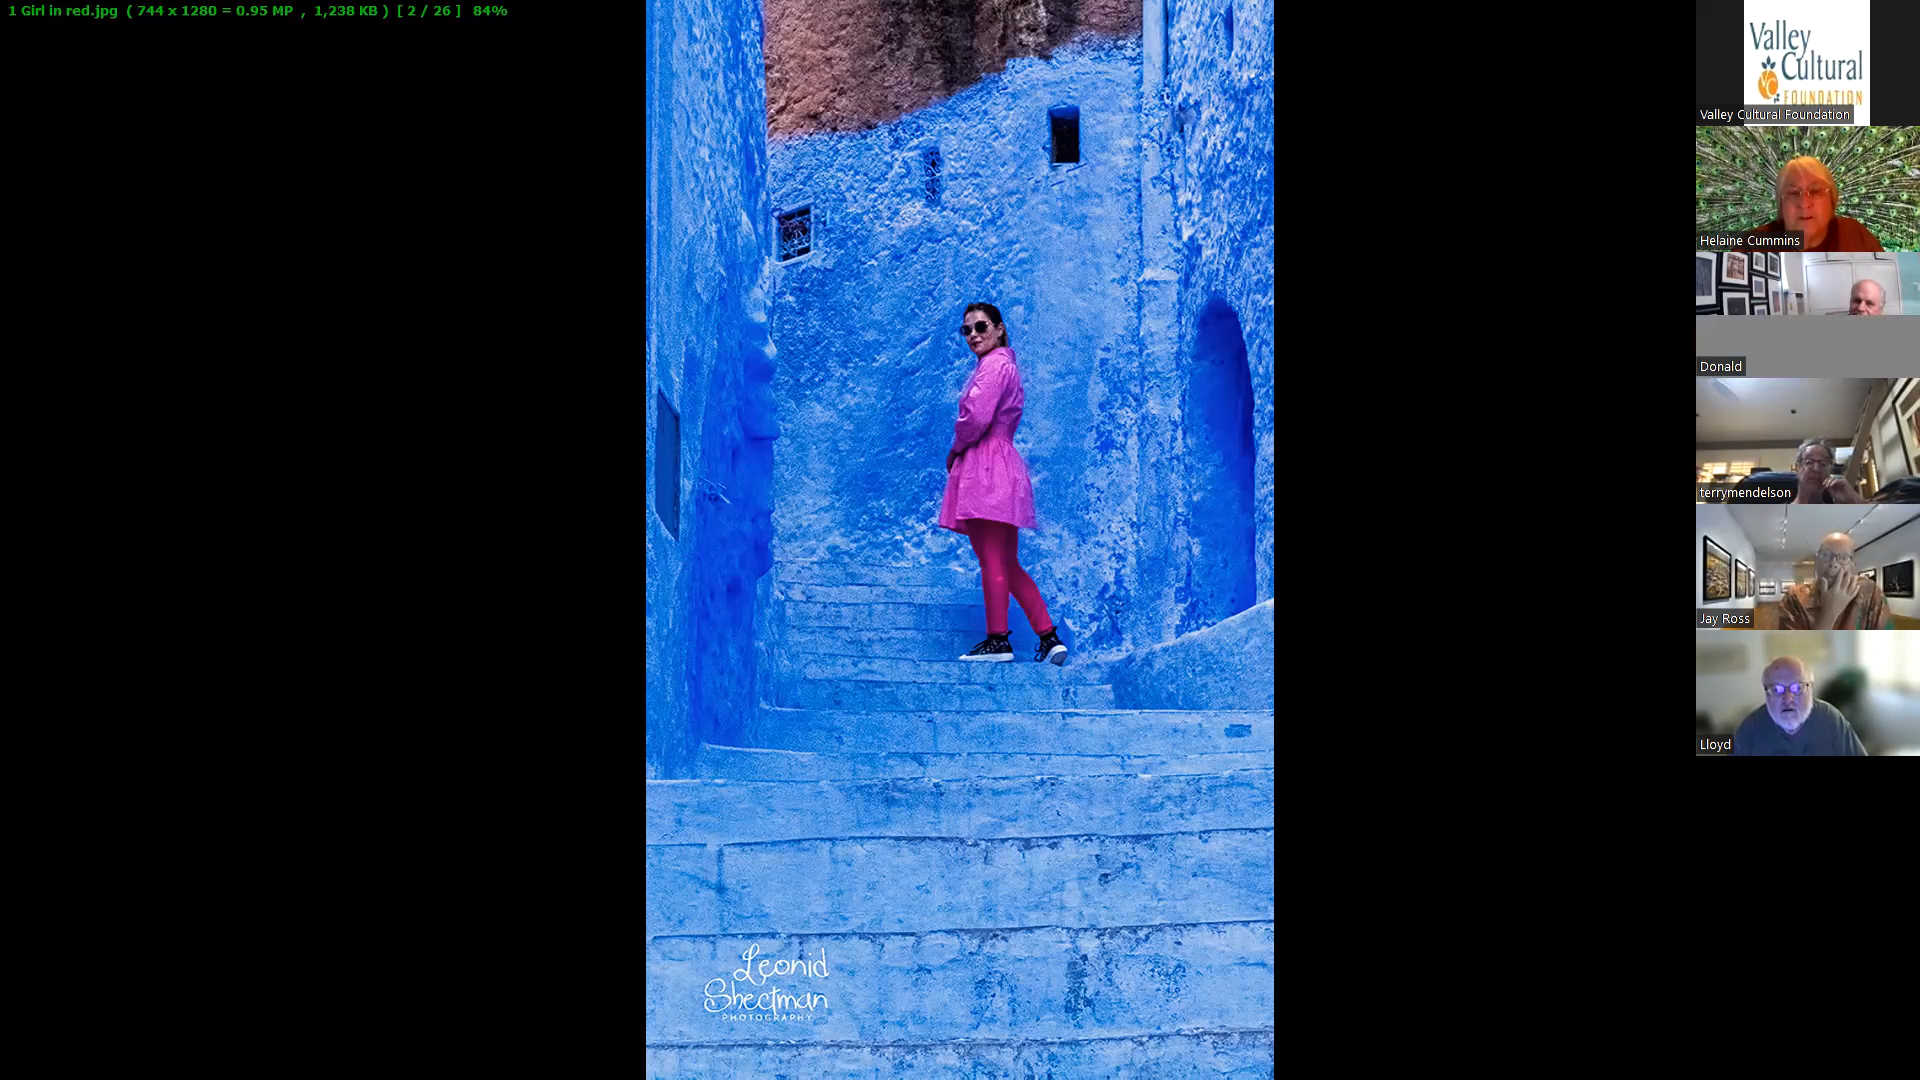 1 Girl in red.jpg ( 744 x 1280 = 0.95 MP , 1,238 KB ) [ 2 / 26 ] 84%
Valley
Cultural
VC
FOUNDATION
Valley Cultural Foundation
Helaine Cummins
Donald
terrymendelson
Jay Ross
Lloyd
Leonid
Shectman
PHOTOGRAPHY